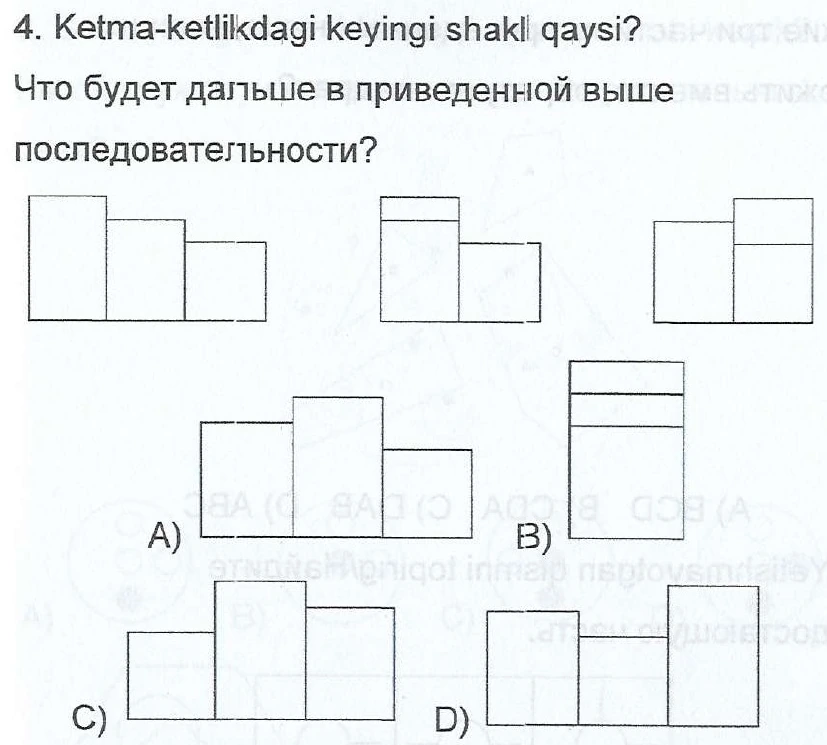 4. Ketma-ketlikdagi keyingi shakl qaysi?
Что будет дальше в приведенной выше
последовательности?
A)
B)
C)
D)